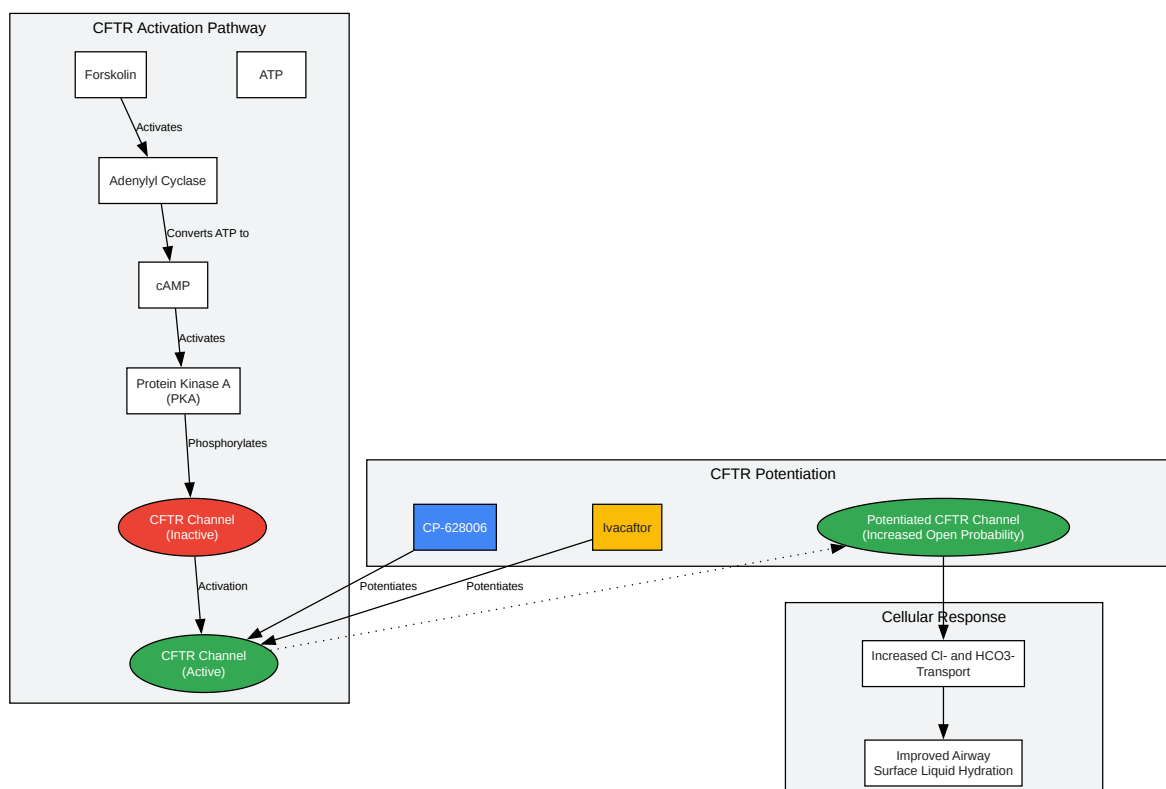 CFTR Activation Pathway
Forskolin
ATP
Activates
Adenylyl Cyclase
Converts ATP to
cAMP
Activates
Protein Kinase A
(PKA)
Phosphorylates
CFTR Channel
(Inactive)
Activation
CFTR Channel
(Active)
CFTR Potentiation
CP-628006
Ivacaftor
Potentiated CFTR Channel
(Increased Open Probability)
Potentiates
Potentiates
Cellular Response
Increased Cl- and HCO3-
Transport
Improved Airway
Surface Liquid Hydration